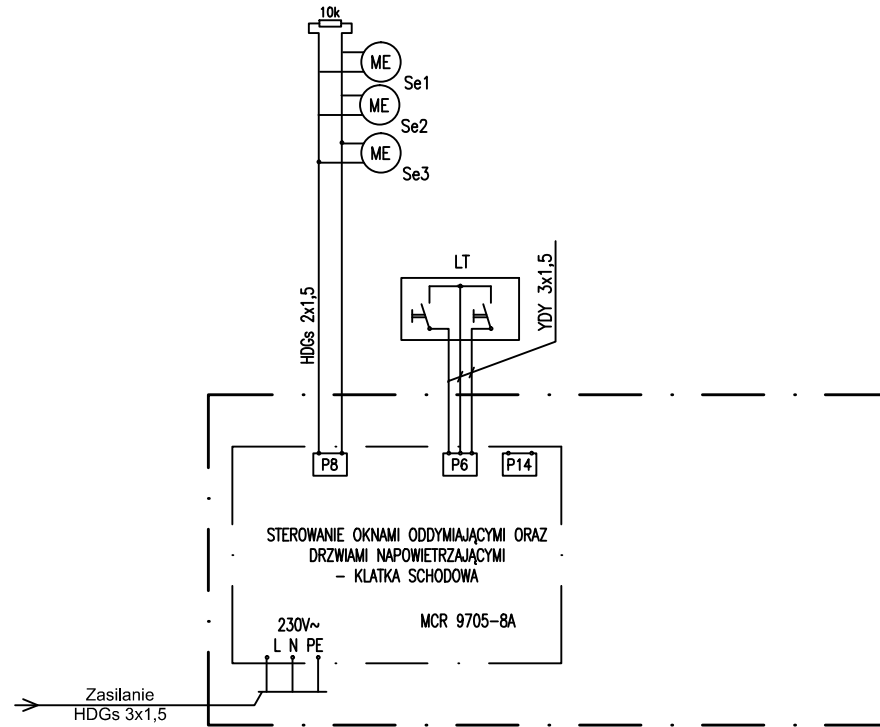 10k
ME
Se1
ME
Se2
ME
Se3
LT
HDGs 2x1,5
YDY 3x1,5
P8
P6
P14
STEROWANIE OKNAMI ODDYMIAJĄCYMI ORAZ
DRZWIAMI NAPOWIETRZAJĄCYMI
– KLATKA SCHODOWA
230V~
MCR 9705–8A
L N PE
Zasilanie
HDGs 3x1,5